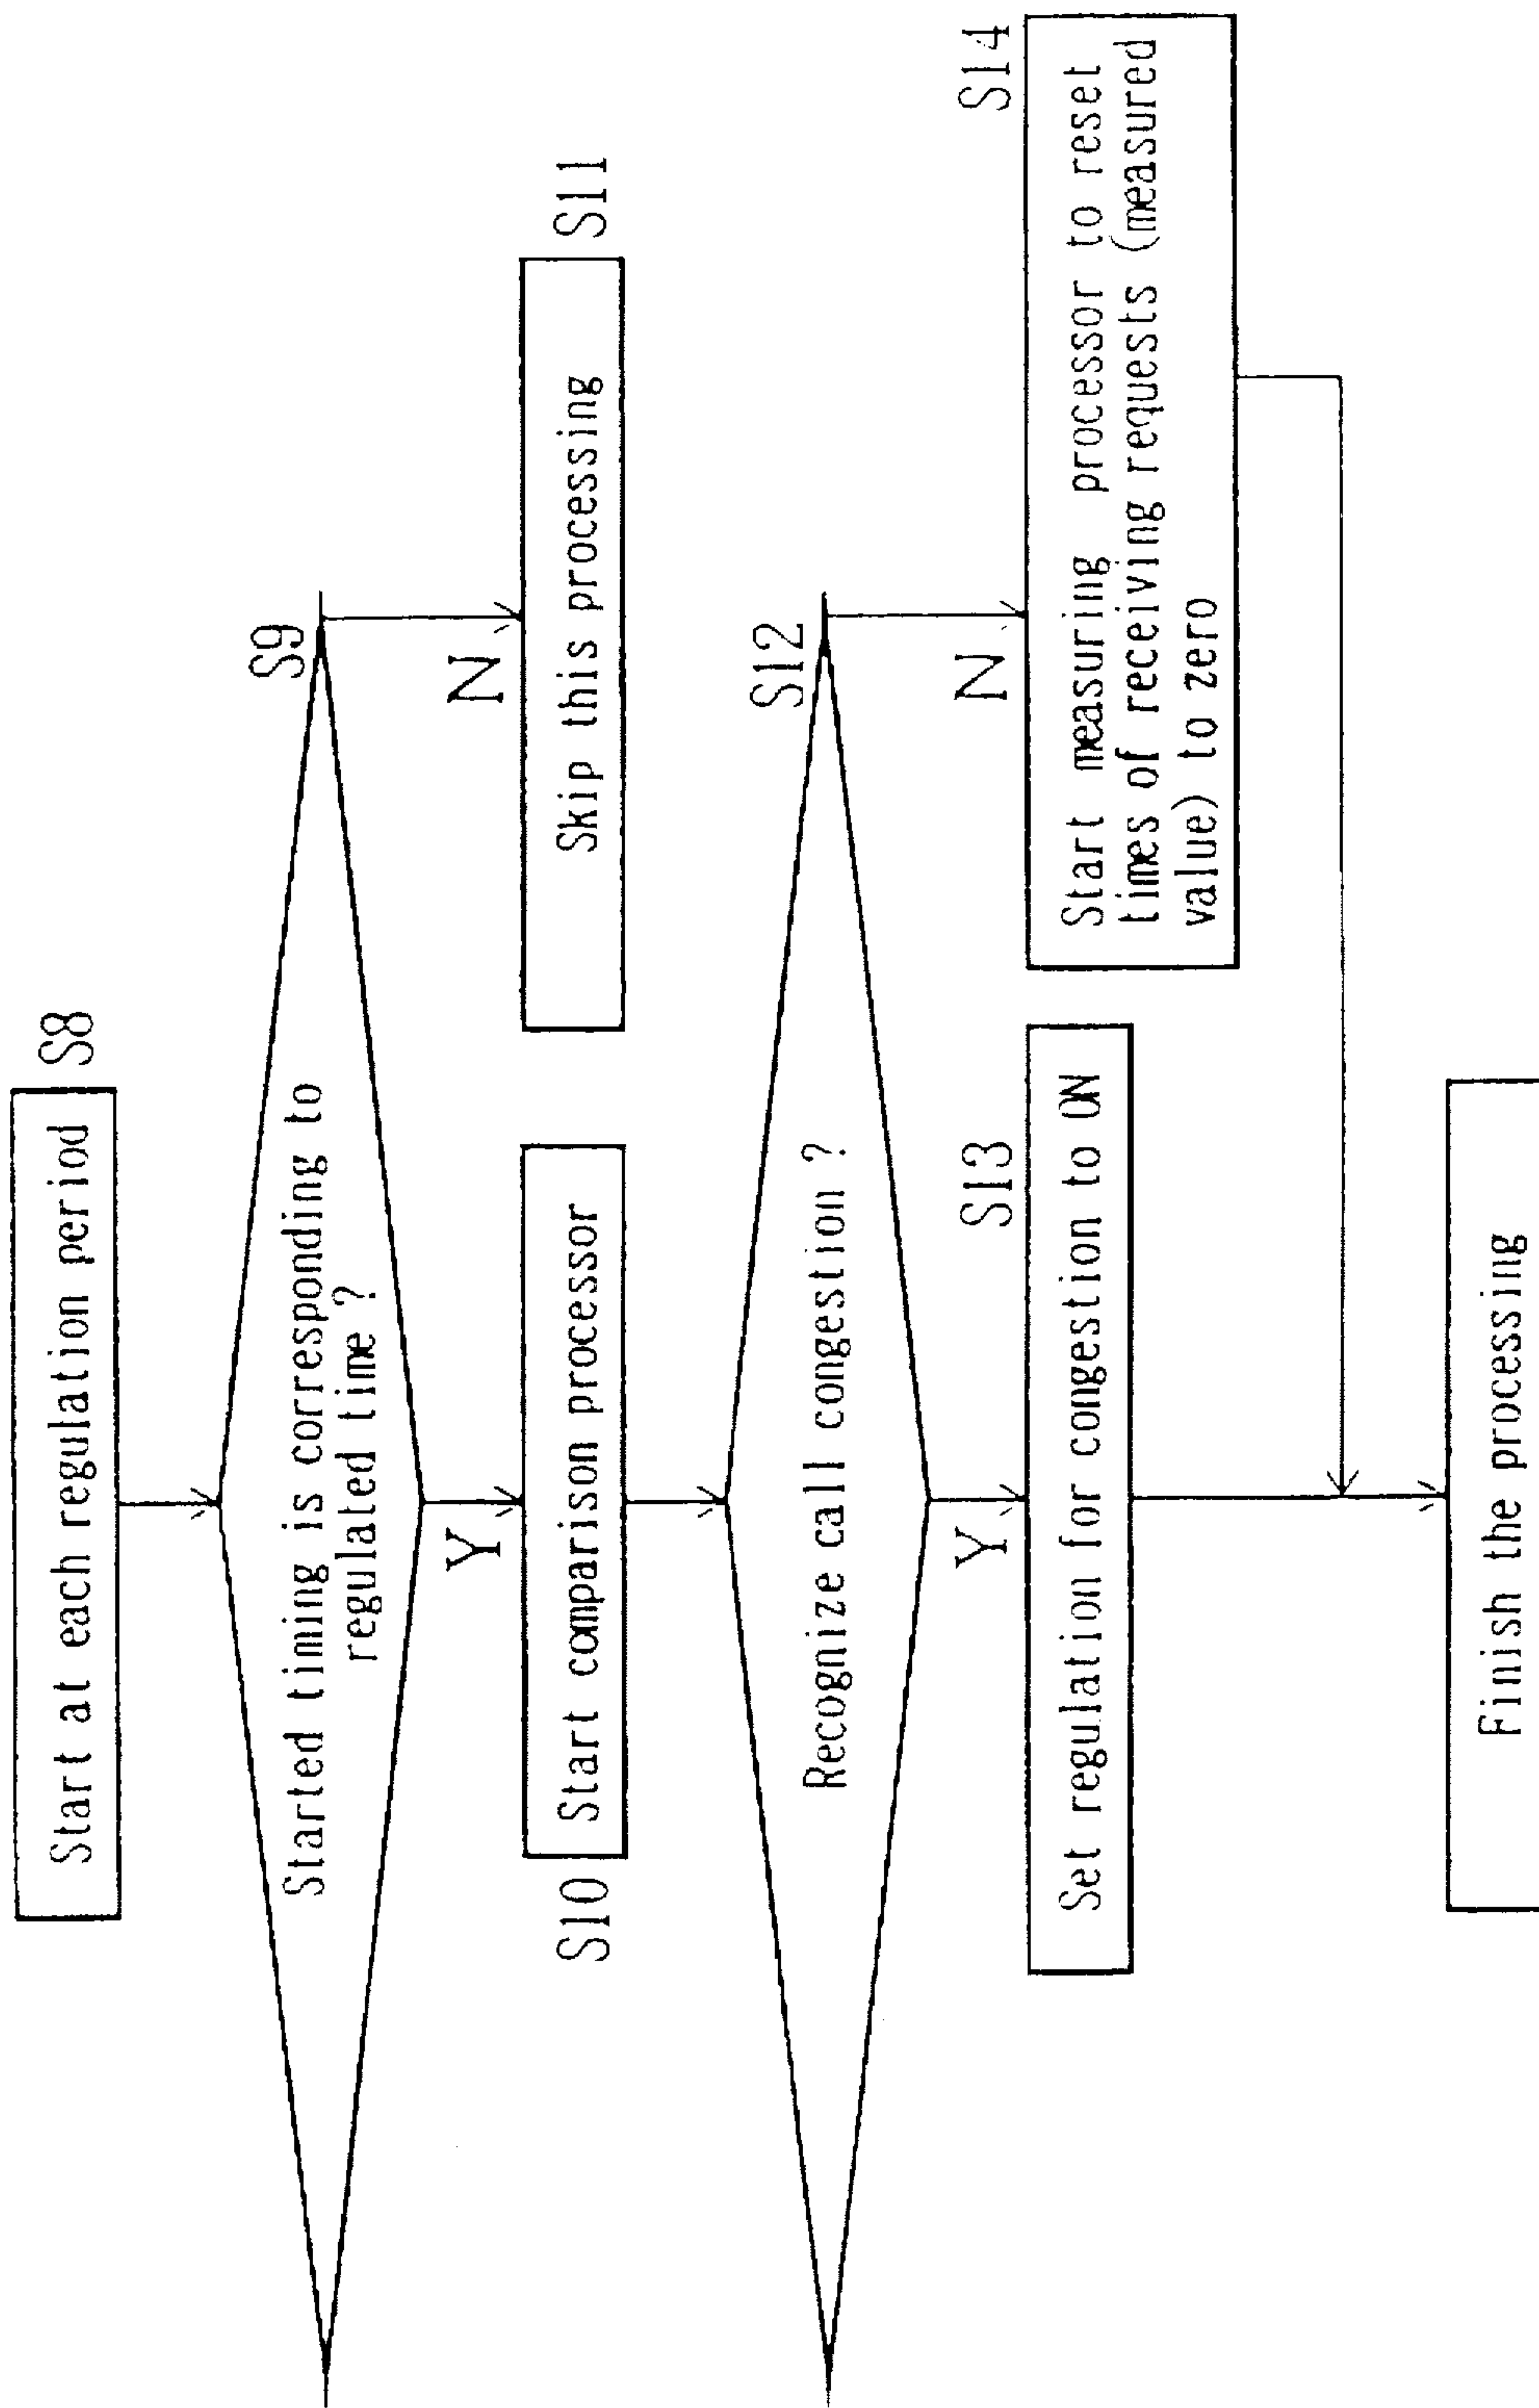 Start at each regulation period
S8
S9
Started timing is corresponding to
regulated time ?
Y
N
S10
Start comparison processor
Skip this processing
S11
S12
Recognize call congestion ?
Y
N
S13
Set regulation for congestion to ON
S14
Start measuring processor to reset
times of receiving requests (measured
value) to zero
Finish the processing